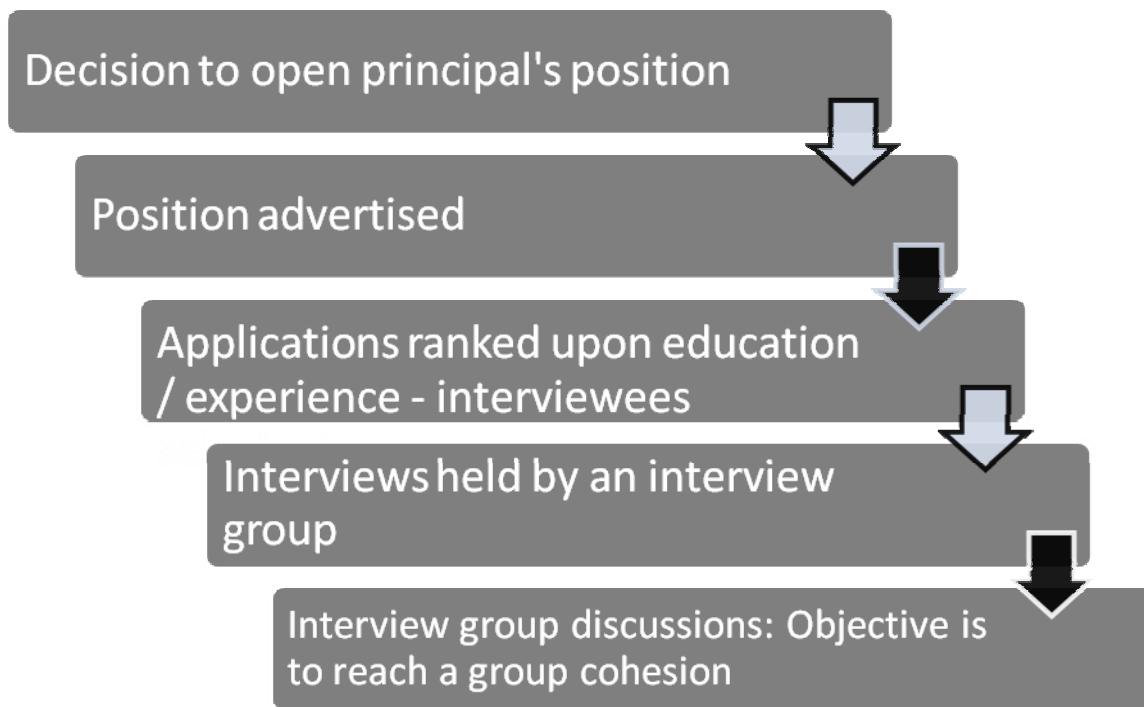 Decision to open principal's position
Position advertised
Applications ranked upon education
/ experience - interviewees
Interviews held by an interview
group
Interview group discussions: Objective is
to reach a group cohesion